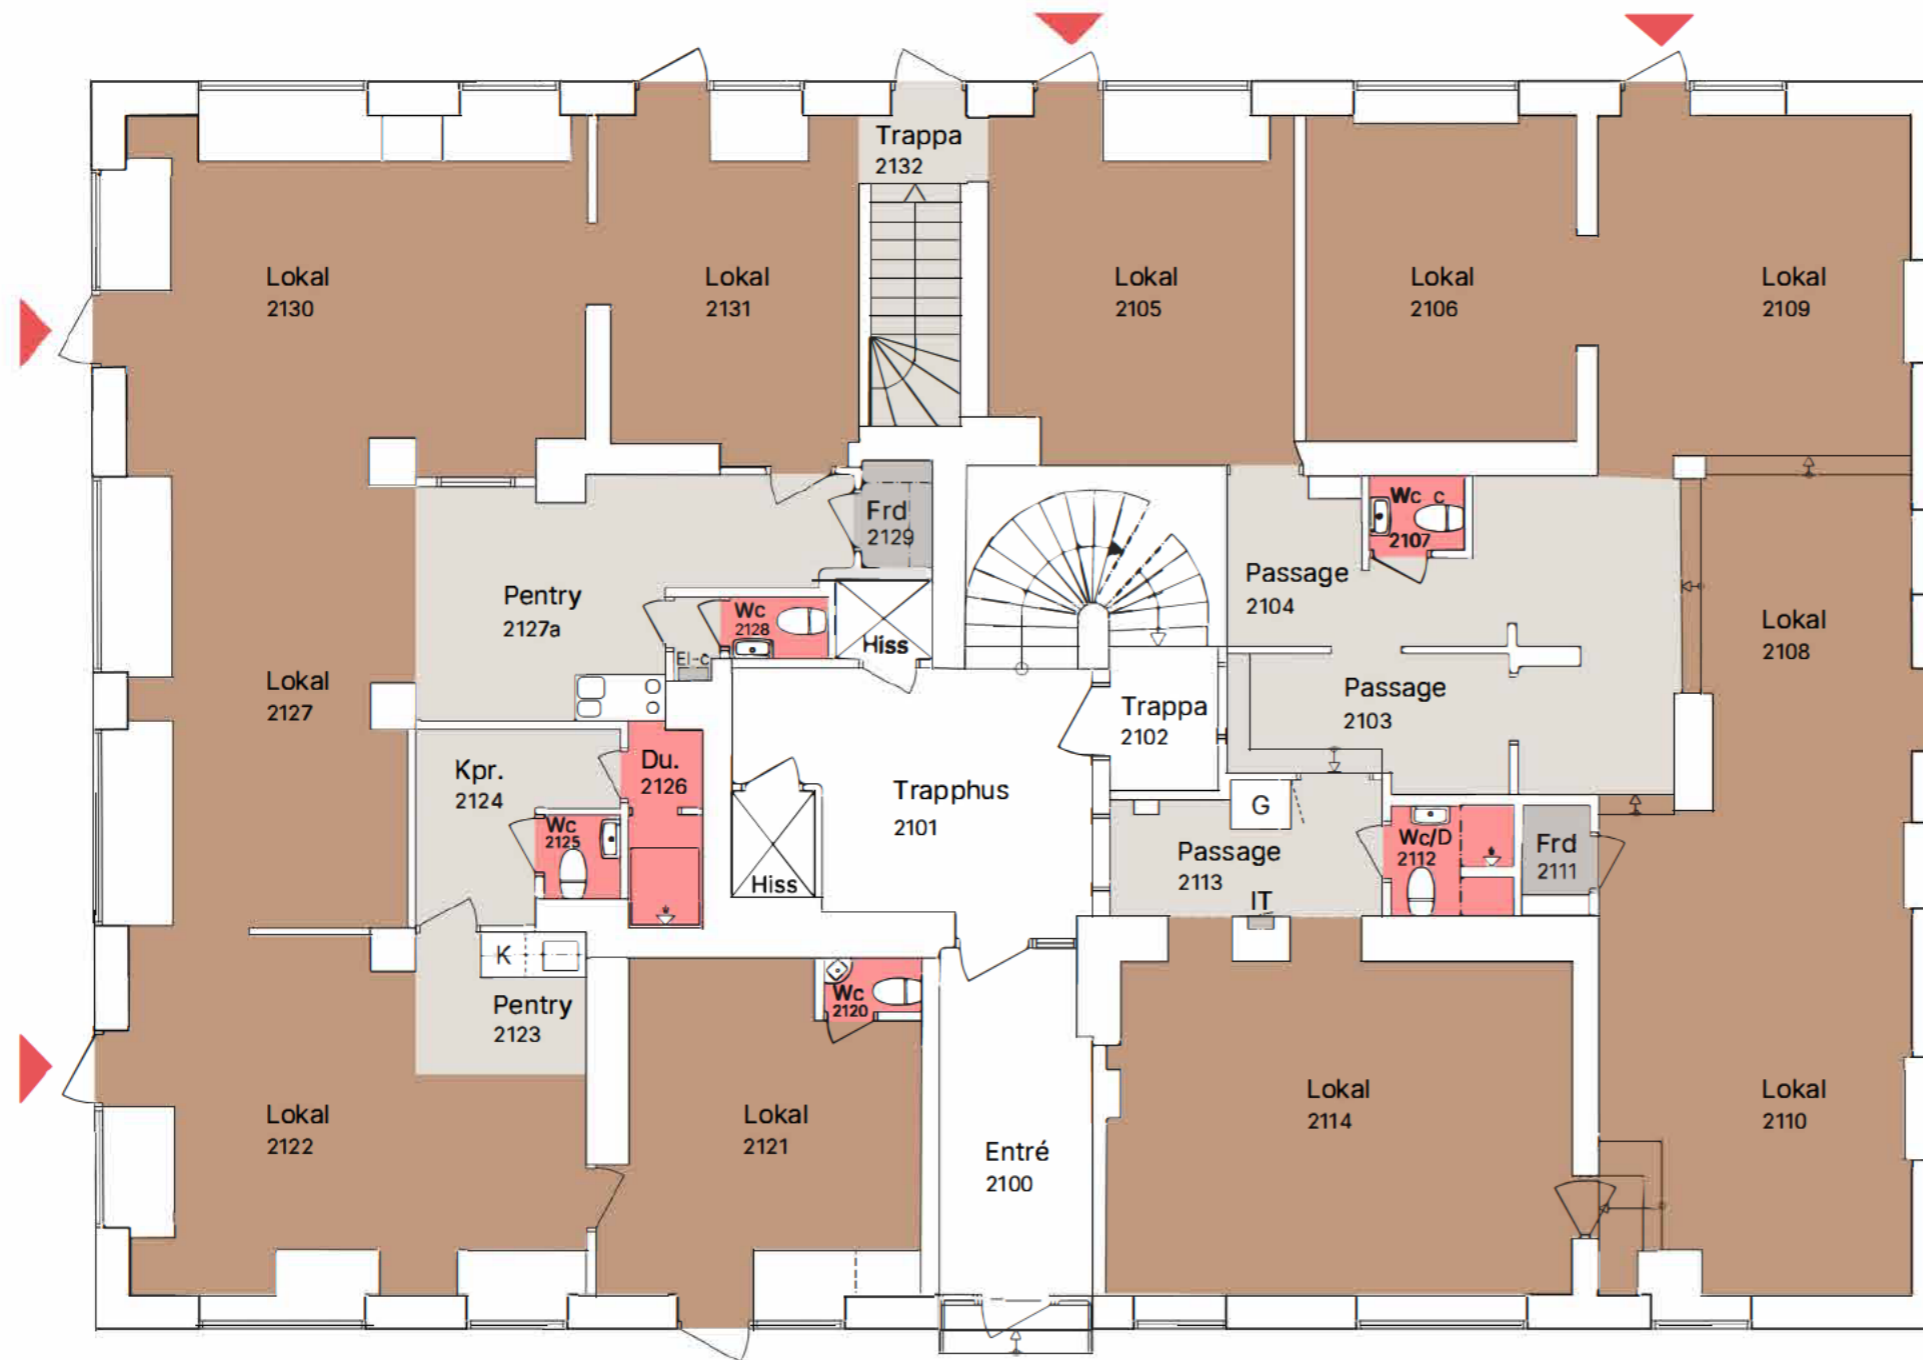 Trappa
2132
Lokal
2130
Lokal
2131
Lokal
2105
Lokal
2106
Lokal
2109
Frd
2129
Wc c
2107
Passage
2104
Pentry
2127a
Wc
2128
Hiss
El-c
Lokal
2108
Lokal
2127
Passage
2103
Trappa
2102
Kpr.
2124
Du.
2126
Trapphus
2101
G
Wc
2125
Hiss
Passage
2113
IT
Wc/D
2112
Frd
2111
K
Pentry
2123
Wc
2120
Lokal
2122
Lokal
2121
Entré
2100
Lokal
2114
Lokal
2110